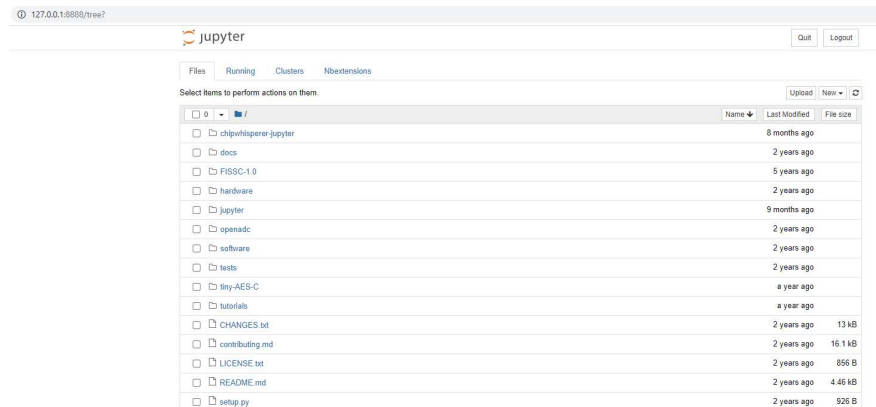 127.0.0.1:8888/tree?
jupyter
Quit Logout
Files Running Clusters Nbextensions
Select items to perform actions on them.
Upload New
0 / Name Last Modified File size
chipwhisperer-jupyter 8 months ago
docs 2 years ago
FISSC-1.0 5 years ago
hardware 2 years ago
jupyter 9 months ago
openadc 2 years ago
software 2 years ago
tests 2 years ago
tiny-AES-C a year ago
tutorials a year ago
CHANGES.txt 2 years ago 13 kB
contributing.md 2 years ago 16.1 kB
LICENSE.txt 2 years ago 856 B
README.md 2 years ago 4.46 kB
setup.py 2 years ago 926 B